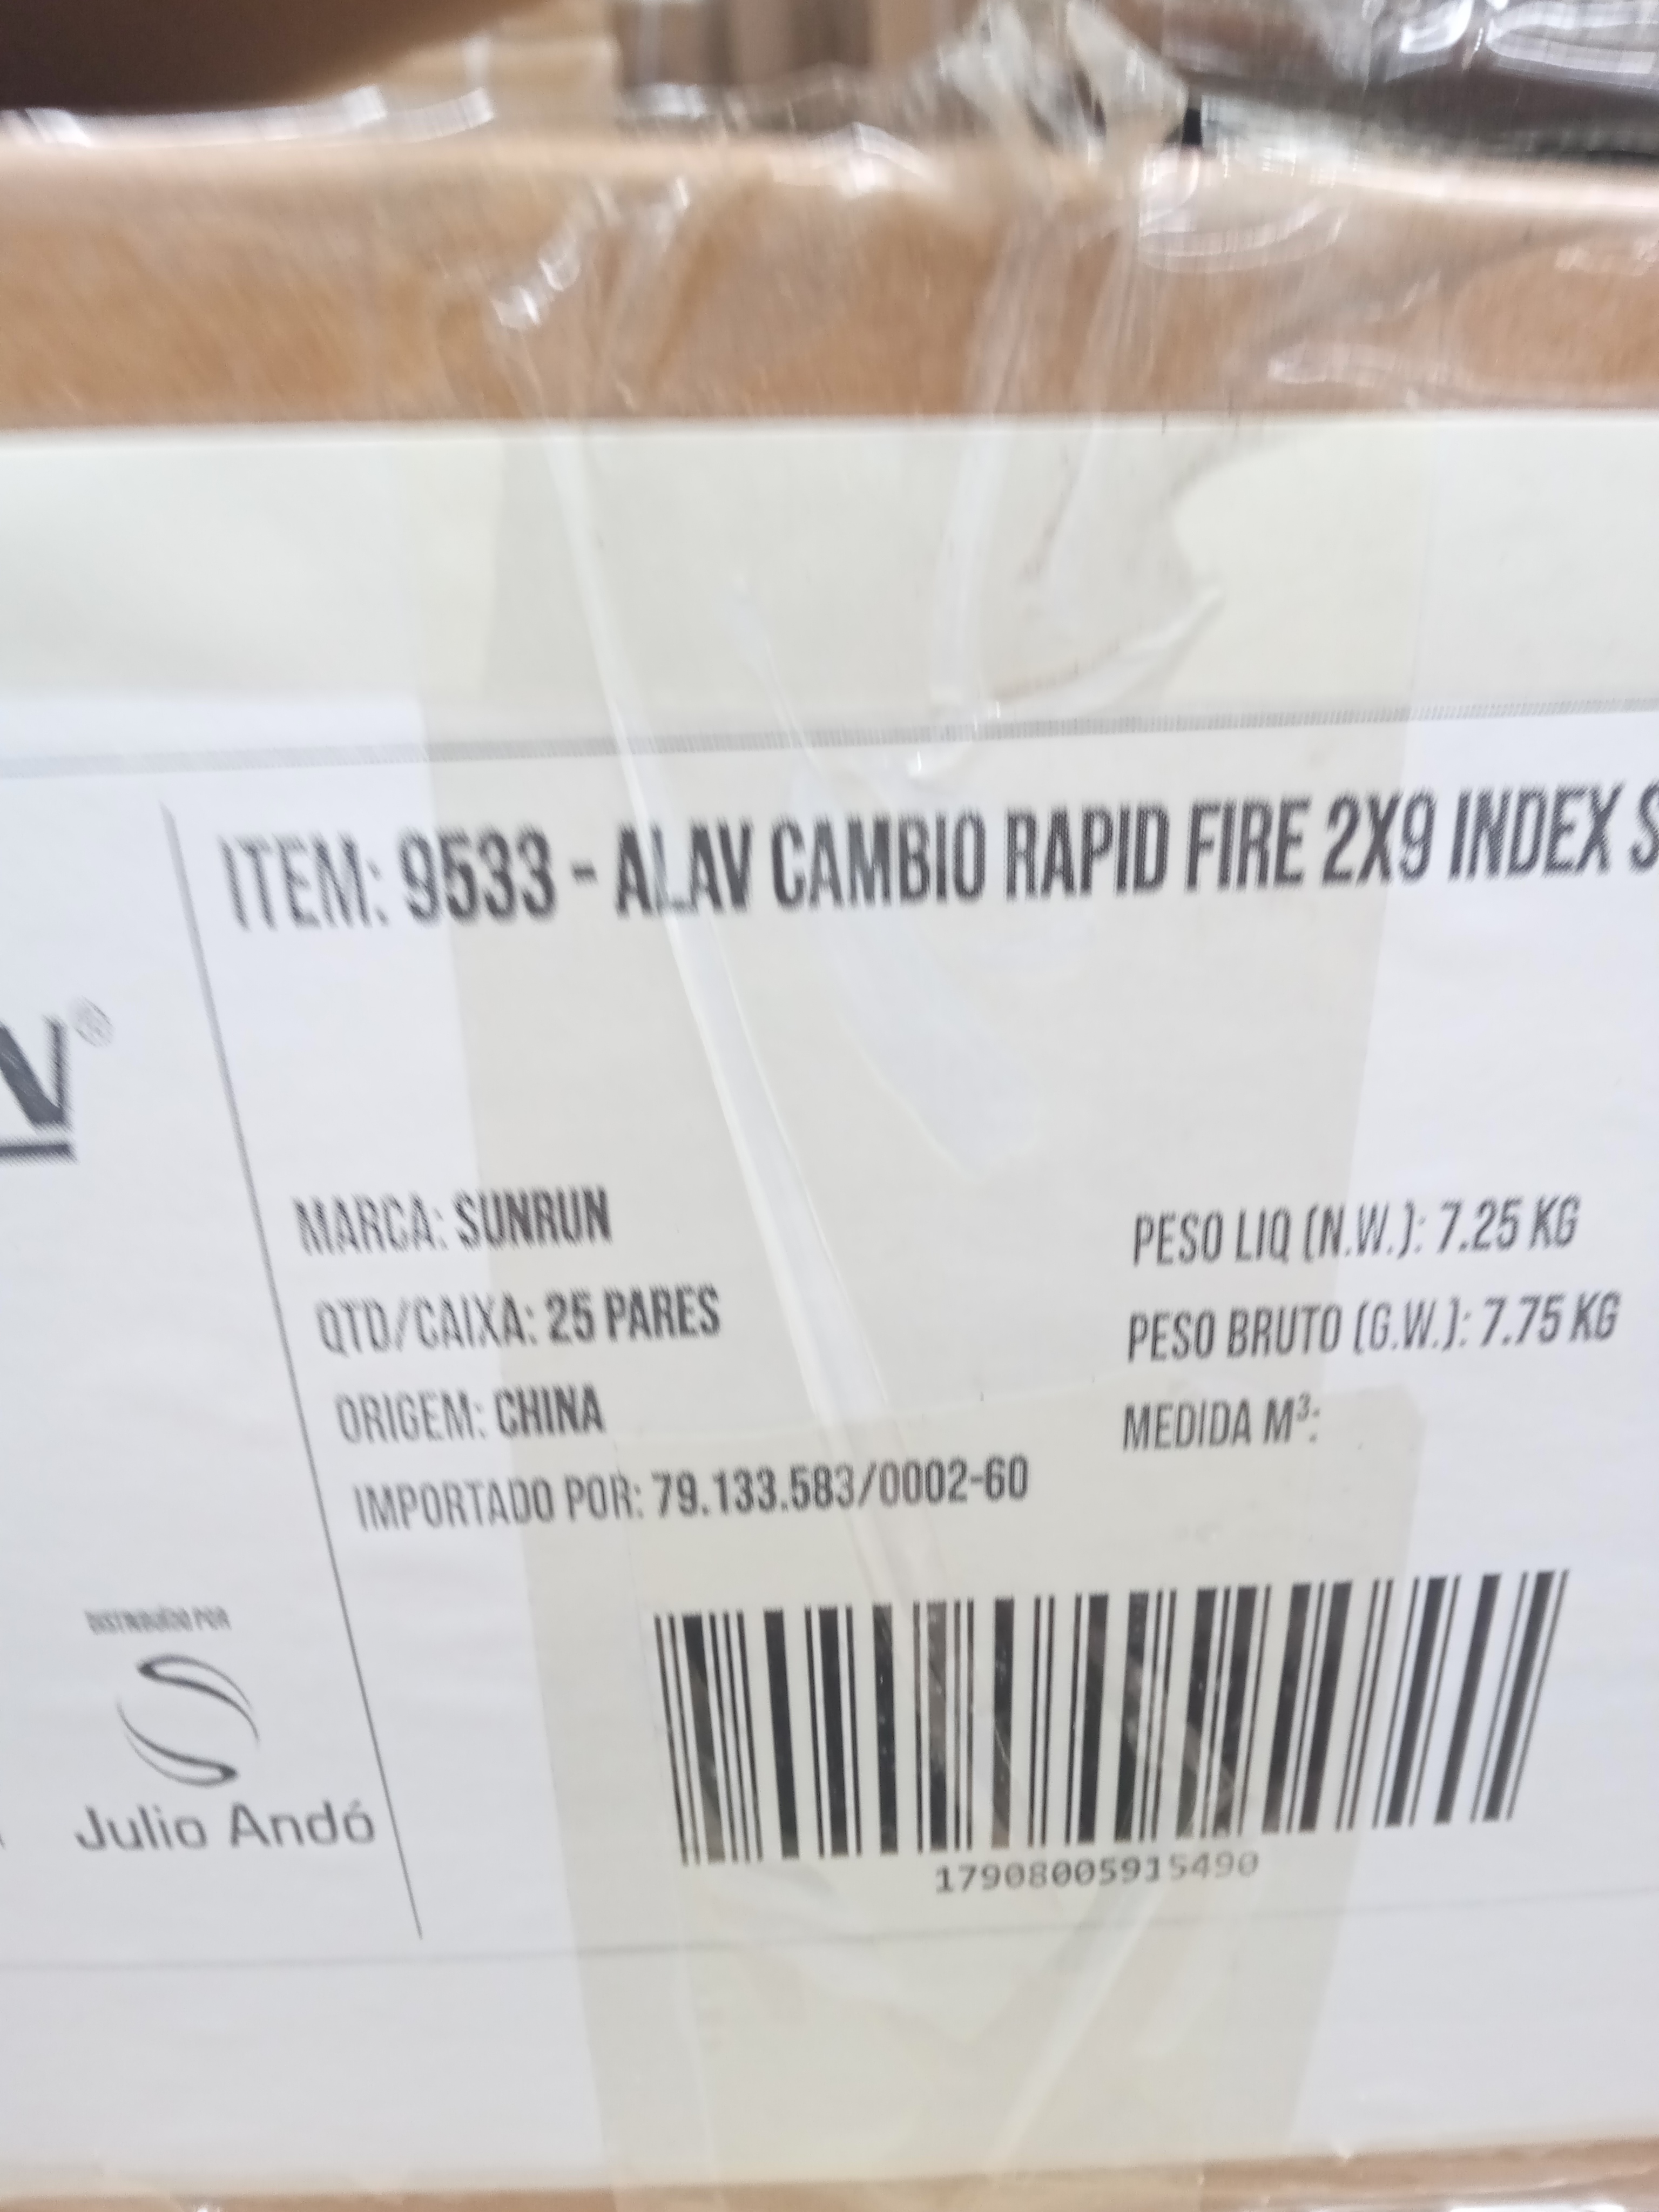 ITEM: 9533 - ALAV CAMBIO RAPID FIRE 2X9 INDEX S
N®
MARCA: SUNRUN
QTD/CAIXA: 25 PARES
ORIGEM: CHINA
IMPORTADO POR: 79.133.583/0002-60
PESO LIQ (N.W.): 7.25 KG
PESO BRUTO (G.W.): 7.75 KG
MEDIDA M³:
DISTRIBUÍDO POR
Julio Andó
17908005915490